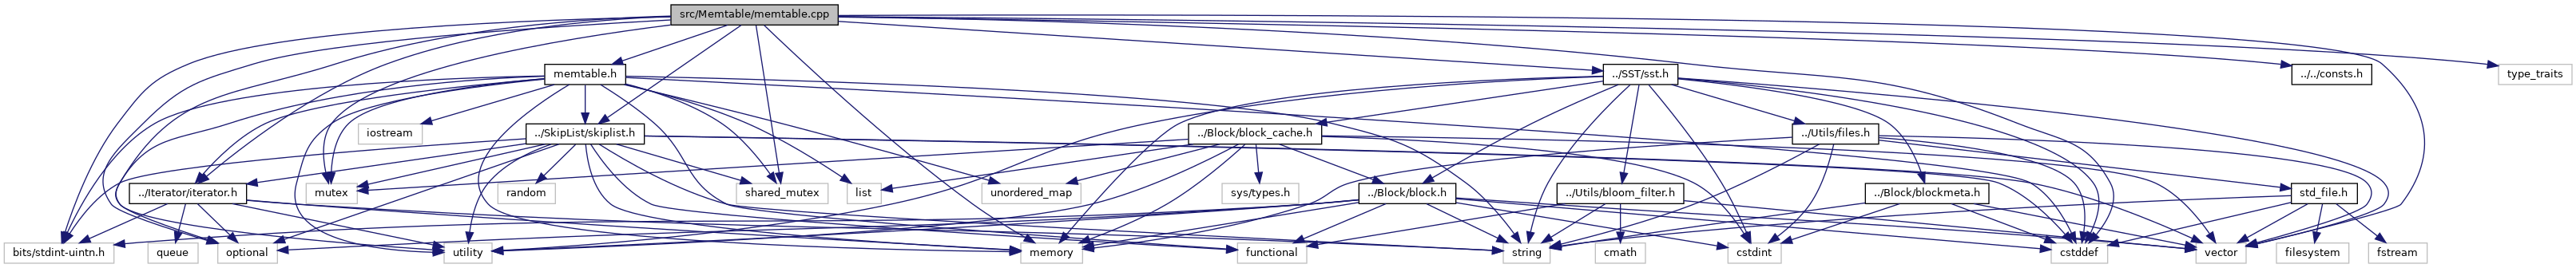 src/Memtable/memtable.cpp
memtable.h
../SST/sst.h
../../consts.h
type_traits
iostream
../SkipList/skiplist.h
../Block/block_cache.h
../Utils/files.h
../Iterator/iterator.h
mutex
random
shared_mutex
list
unordered_map
sys/types.h
../Block/block.h
../Utils/bloom_filter.h
../Block/blockmeta.h
std_file.h
bits/stdint-uintn.h
queue
optional
utility
memory
functional
string
cmath
cstdint
cstddef
vector
filesystem
fstream